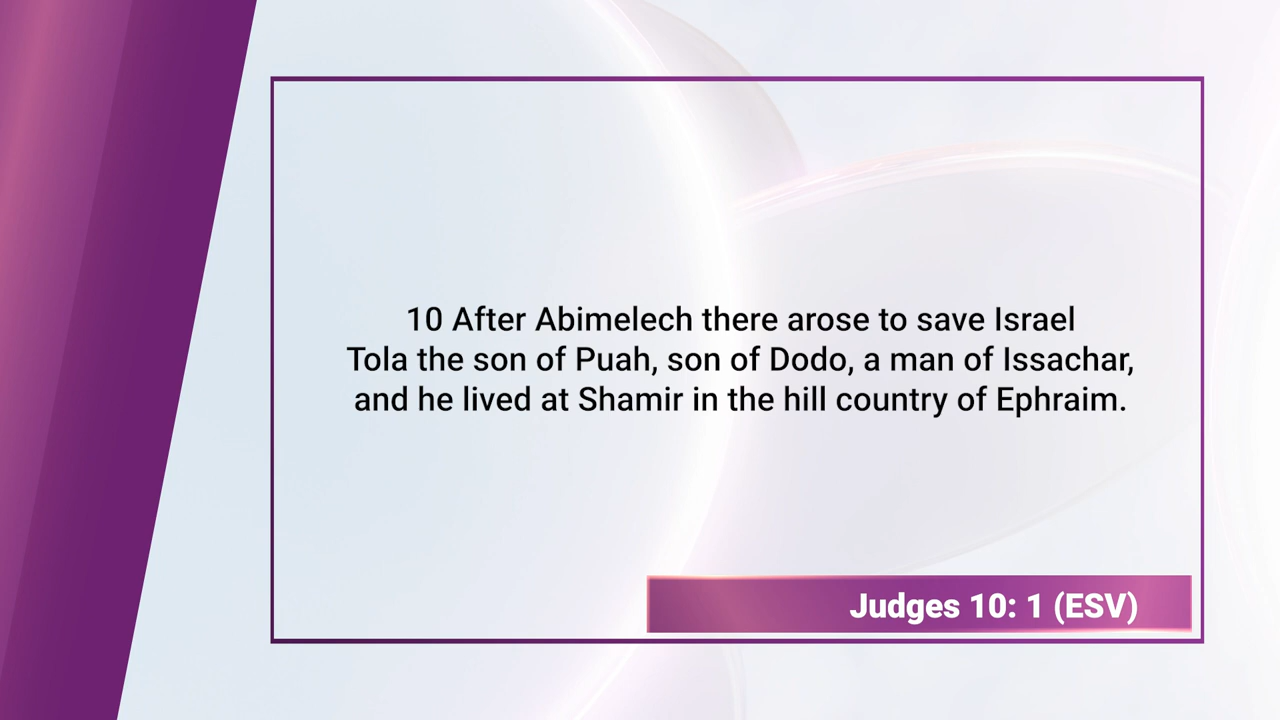 10 After Abimelech there arose to save Israel
Tola the son of Puah, son of Dodo, a man of Issachar,
and he lived at Shamir in the hill country of Ephraim.
Judges 10: 1 (ESV)